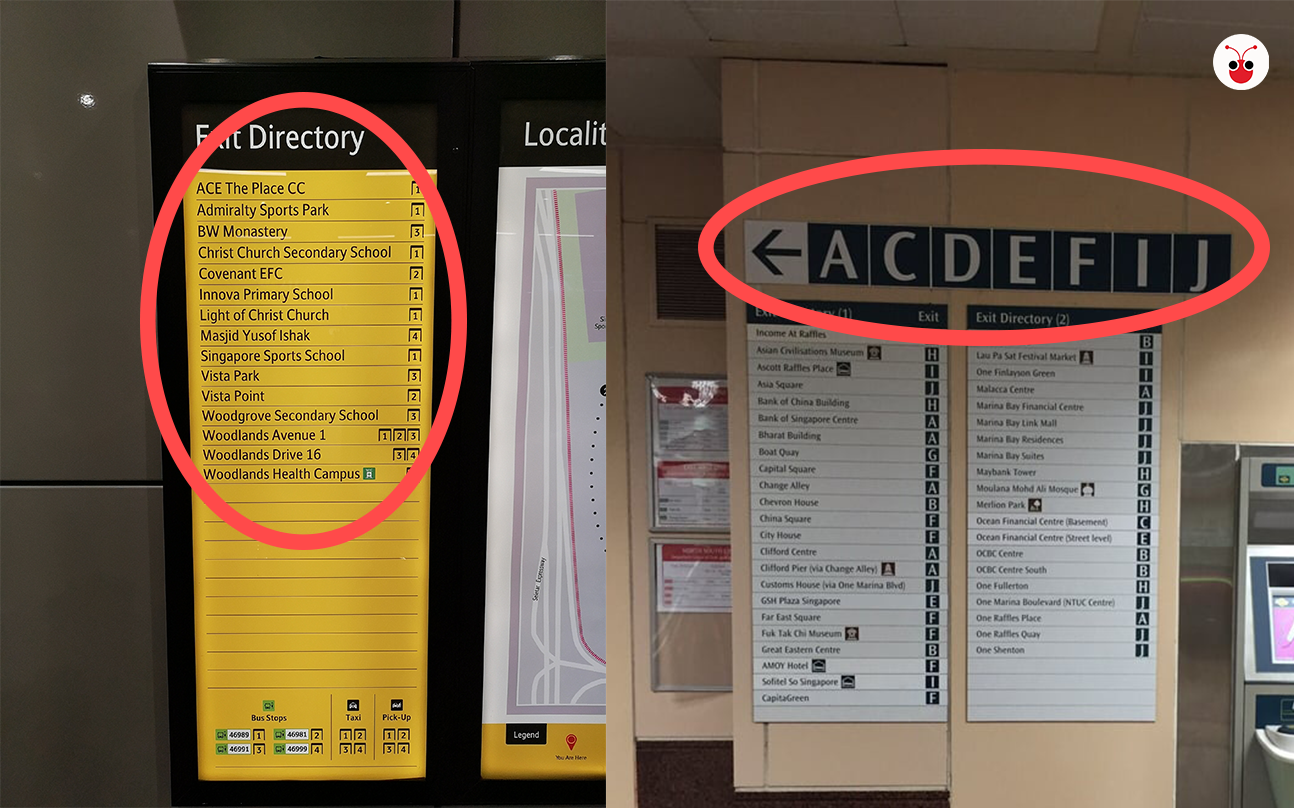 Exit Directory
ACE The Place CC 1
Admiralty Sports Park 1
BW Monastery 3
Christ Church Secondary School 1
Covenant EFC 2
Innova Primary School 1
Light of Christ Church 1
Masjid Yusof Ishak 4
Singapore Sports School 1
Vista Park 3
Vista Point 2
Woodgrove Secondary School 3
Woodlands Avenue 1 1 2 3
Woodlands Drive 16 3 4
Woodlands Health Campus
Bus Stops Taxi Pick-Up
46989 1 46981 2 1 2 1 2
46991 3 46999 4 3 4 3 4
Localit
Seletar Expressway
Legend
You Are Here
← A C D E F I J
Exit Directory (1) Exit
Income At Raffles
Asian Civilisations Museum H
Ascott Raffles Place I
Asia Square J
Bank of China Building H
Bank of Singapore Centre A
Bharat Building A
Boat Quay G
Capital Square F
Change Alley A
Chevron House B
China Square F
City House F
Clifford Centre A
Clifford Pier (via Change Alley) A
Customs House (via One Marina Blvd) J
GSH Plaza Singapore E
Far East Square F
Fuk Tak Chi Museum F
Great Eastern Centre B
AMOY Hotel F
Sofitel So Singapore I
CapitaGreen F
Exit Directory (2)
B
Lau Pa Sat Festival Market I
One Finlayson Green I
Malacca Centre A
Marina Bay Financial Centre J
Marina Bay Link Mall J
Marina Bay Residences J
Marina Bay Suites J
Maybank Tower H
Moulana Mohd Ali Mosque G
Merlion Park H
Ocean Financial Centre (Basement) C
Ocean Financial Centre (Street level) E
OCBC Centre B
OCBC Centre South B
One Fullerton H
One Marina Boulevard (NTUC Centre) J
One Raffles Place A
One Raffles Quay J
One Shenton J